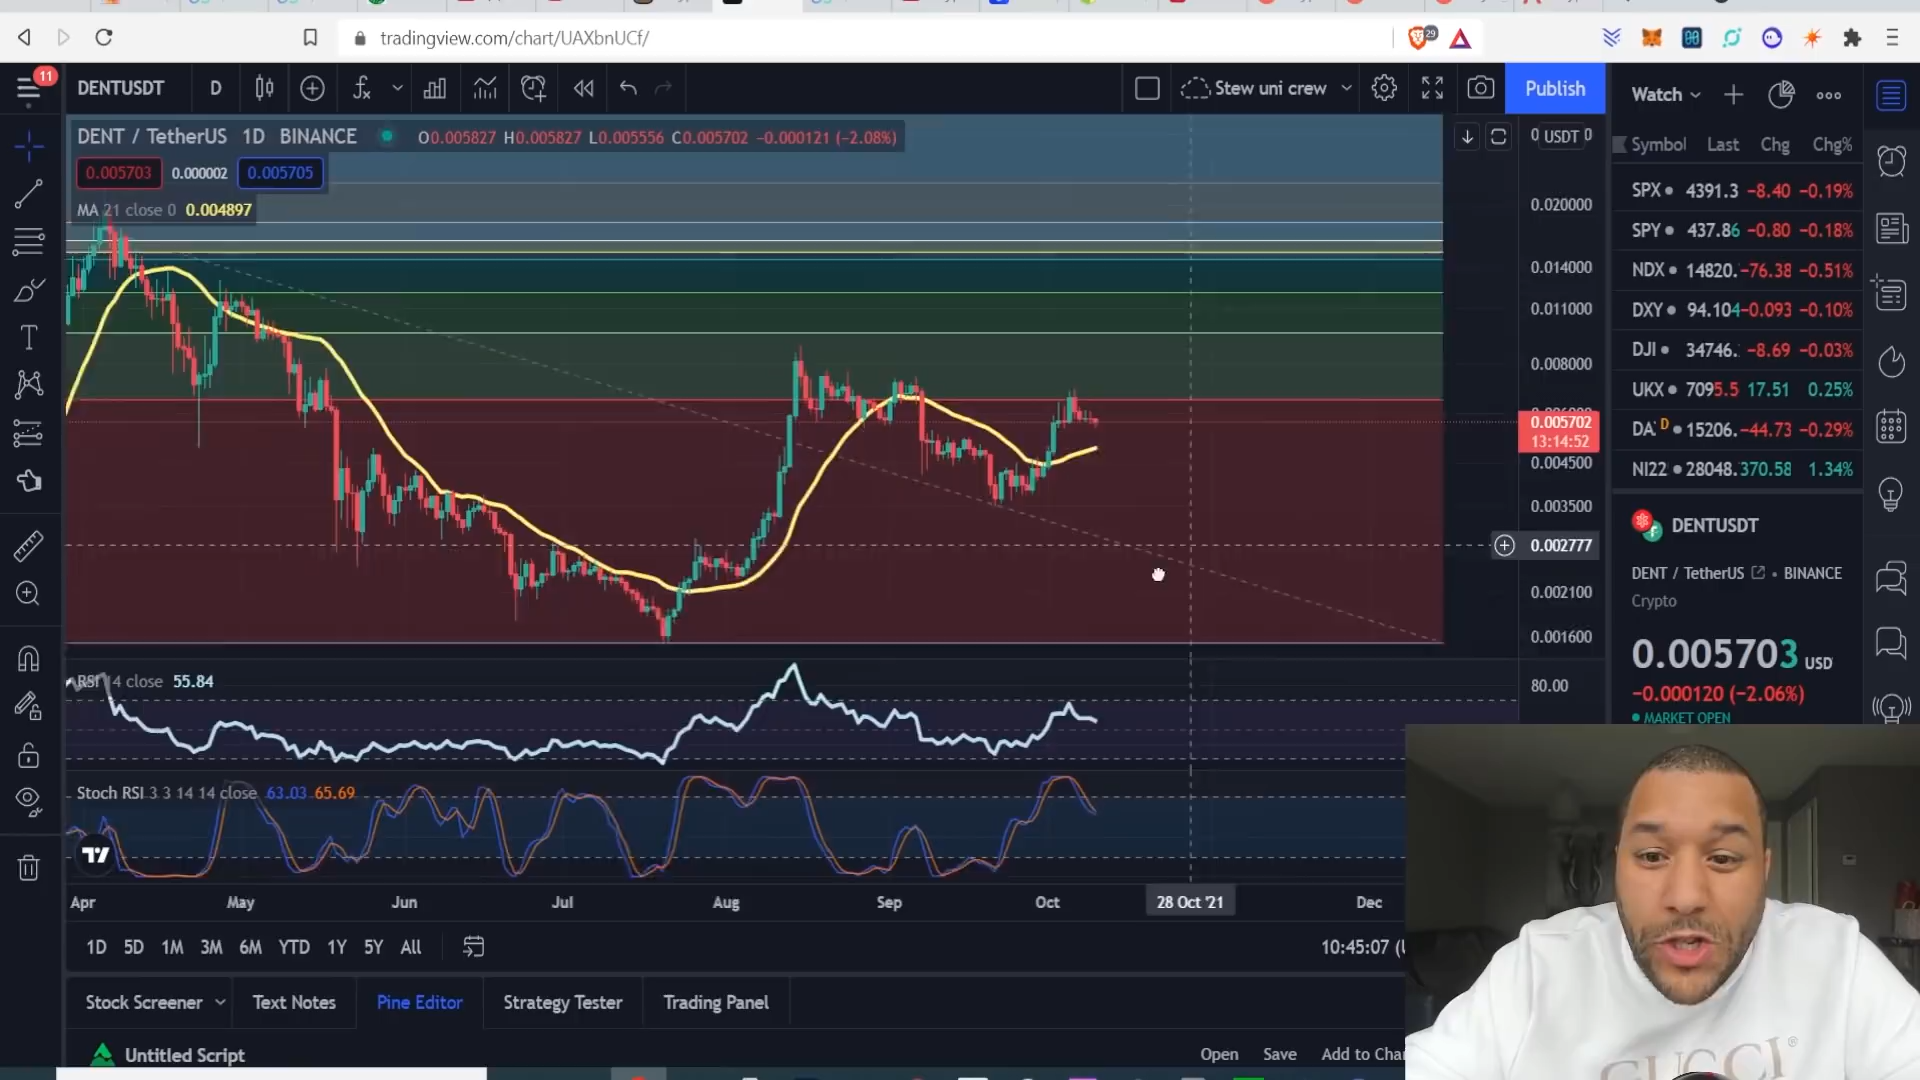 tradingview.com/chart/UAXbnUCf/
29
11
DENTUSDT
D
Stew uni crew
Publish
Watch
DENT / TetherUS 1D BINANCE
O0.005827 H0.005827 L0.005556 C0.005702 −0.000121 (−2.08%)
0.005703 0.000002 0.005705
MA 21 close 0 0.004897
USDT
0.020000
0.014000
0.011000
0.008000
0.005702
13:14:52
0.004500
0.003500
0.002777
0.002100
0.001600
Symbol Last Chg Chg%
SPX 4391.3 −8.40 −0.19%
SPY 437.86 −0.80 −0.18%
NDX 14820. −76.38 −0.51%
DXY 94.104 −0.093 −0.10%
DJI 34746. −8.69 −0.03%
UKX 7095.5 17.51 0.25%
DA D 15206. −44.73 −0.29%
NI22 28048. 370.58 1.34%
DENTUSDT
DENT / TetherUS • BINANCE
Crypto
0.005703 USD
−0.000120 (−2.06%)
MARKET OPEN
RSI 14 close 55.84
80.00
Stoch RSI 3 3 14 14 close 63.03 65.69
Apr May Jun Jul Aug Sep Oct 28 Oct '21 Dec
1D 5D 1M 3M 6M YTD 1Y 5Y All
10:45:07
Stock Screener Text Notes Pine Editor Strategy Tester Trading Panel
Untitled Script
Open Save Add to Char
GUCCI